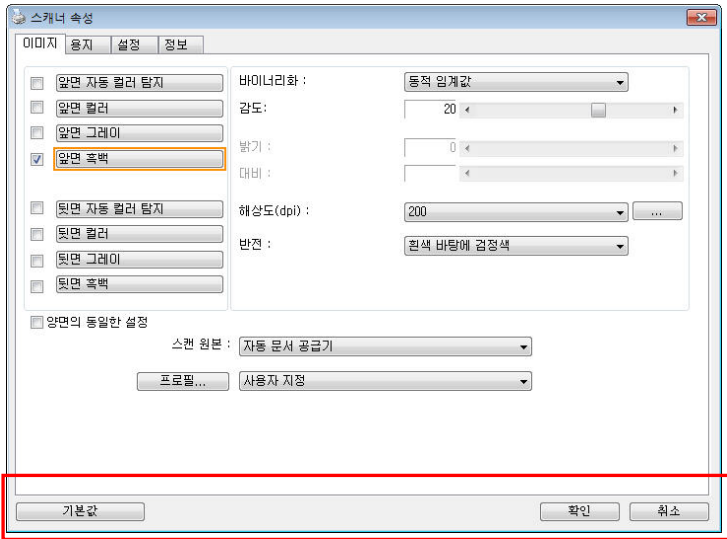 스캐너 속성
이미지 용지 설정 정보
앞면 자동 컬러 탐지
앞면 컬러
앞면 그레이
앞면 흑백
뒷면 자동 컬러 탐지
뒷면 컬러
뒷면 그레이
뒷면 흑백
바이너리화 : 동적 임계값
감도: 20
밝기 : 0
대비 :
해상도(dpi) : 200 ...
반전 : 흰색 바탕에 검정색
양면의 동일한 설정
스캔 원본 : 자동 문서 공급기
프로필... 사용자 지정
기본값 확인 취소